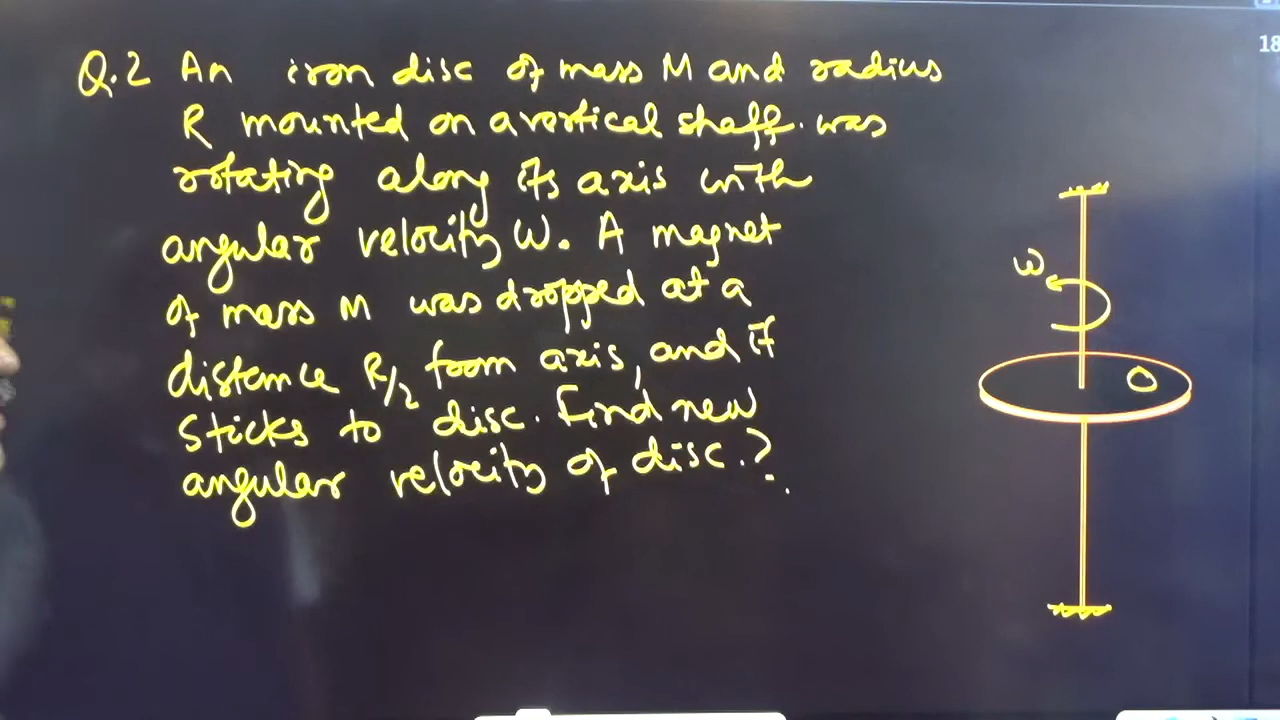 Q.2 An iron disc of mass M and radius
R mounted on a vertical shaff. was
rotating along its axis with
angular velocity W. A magnet
of mass M was dropped at a
distance R/2 from axis, and it
sticks to disc. Find new
angular velocity of disc.?
ω
18